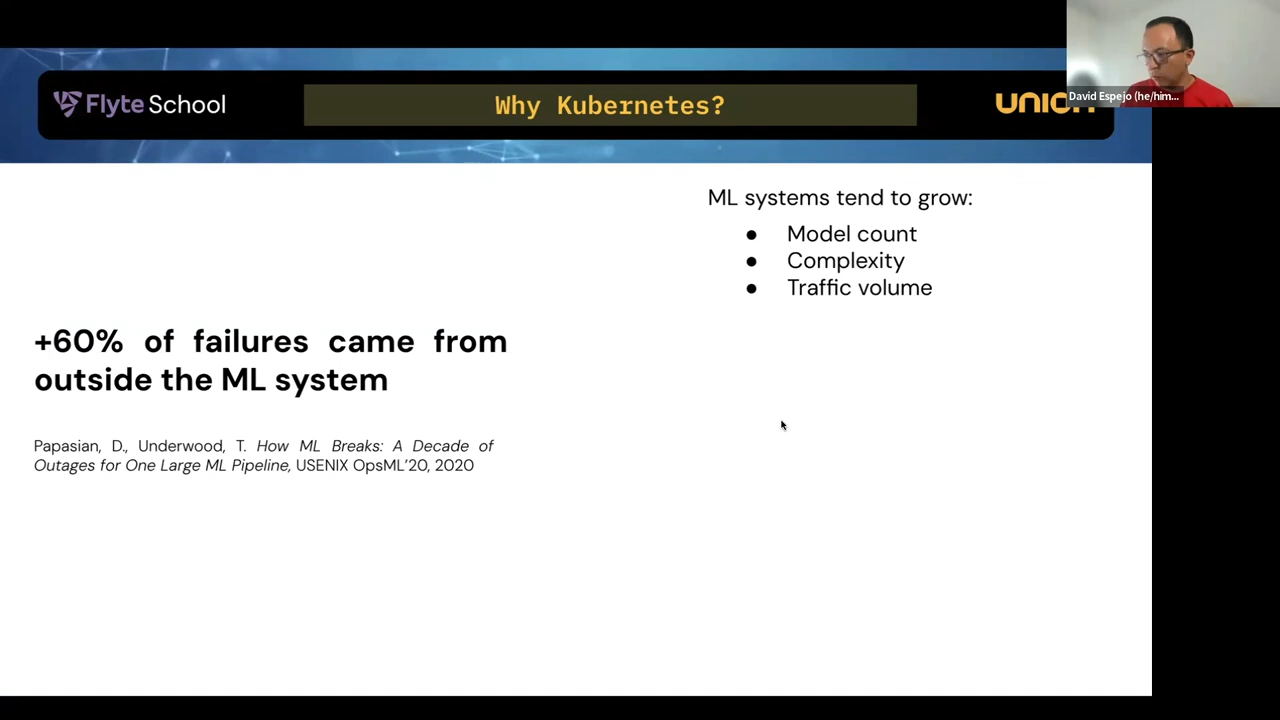 Flyte School
Why Kubernetes?
UNION
David Espejo (he/him...
ML systems tend to grow:
● Model count
● Complexity
● Traffic volume
+60% of failures came from
outside the ML system
Papasian, D., Underwood, T. How ML Breaks: A Decade of
Outages for One Large ML Pipeline, USENIX OpsML'20, 2020